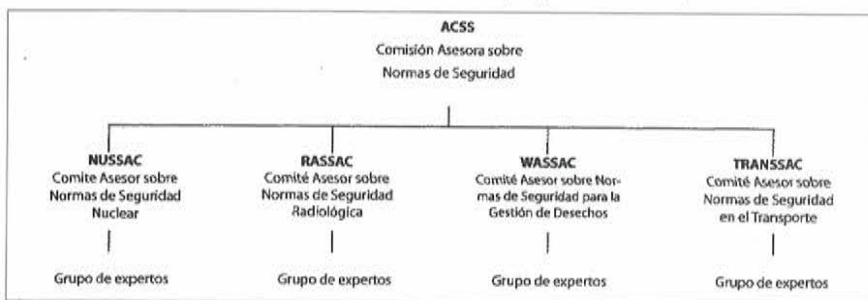 ACSS
Comisión Asesora sobre
Normas de Seguridad
NUSSAC
Comite Asesor sobre
Normas de Seguridad
Nuclear
RASSAC
Comité Asesor sobre
Normas de Seguridad
Radiológica
WASSAC
Comité Asesor sobre Nor-
mas de Seguridad para la
Gestión de Desechos
TRANSSAC
Comité Asesor sobre
Normas de Seguridad
en el Transporte
Grupo de expertos
Grupo de expertos
Grupo de expertos
Grupo de expertos